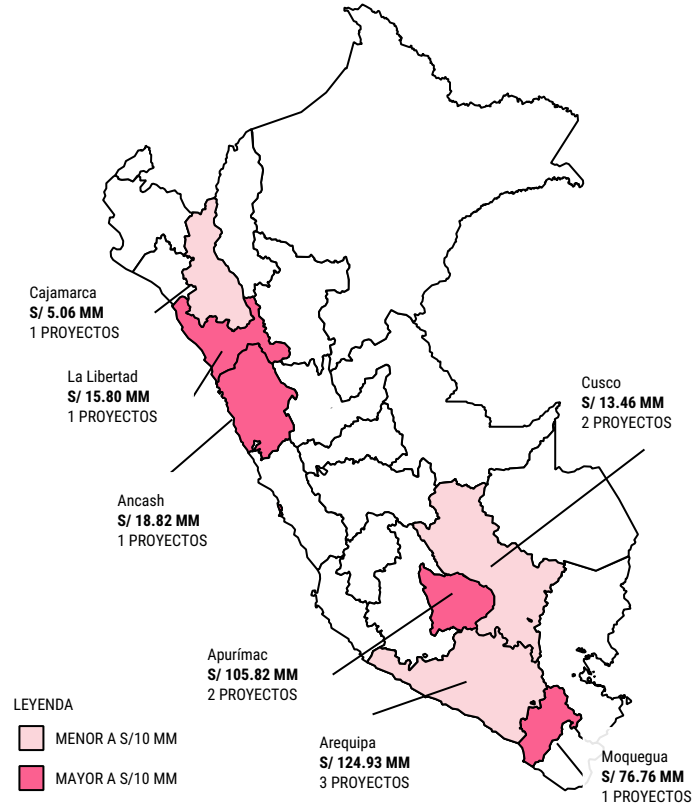 Cajamarca
S/ 5.06 MM
1 PROYECTOS
La Libertad
S/ 15.80 MM
1 PROYECTOS
Ancash
S/ 18.82 MM
1 PROYECTOS
Cusco
S/ 13.46 MM
2 PROYECTOS
Apurímac
S/ 105.82 MM
2 PROYECTOS
Arequipa
S/ 124.93 MM
3 PROYECTOS
Moquegua
S/ 76.76 MM
1 PROYECTOS
LEYENDA
MENOR A S/10 MM
MAYOR A S/10 MM